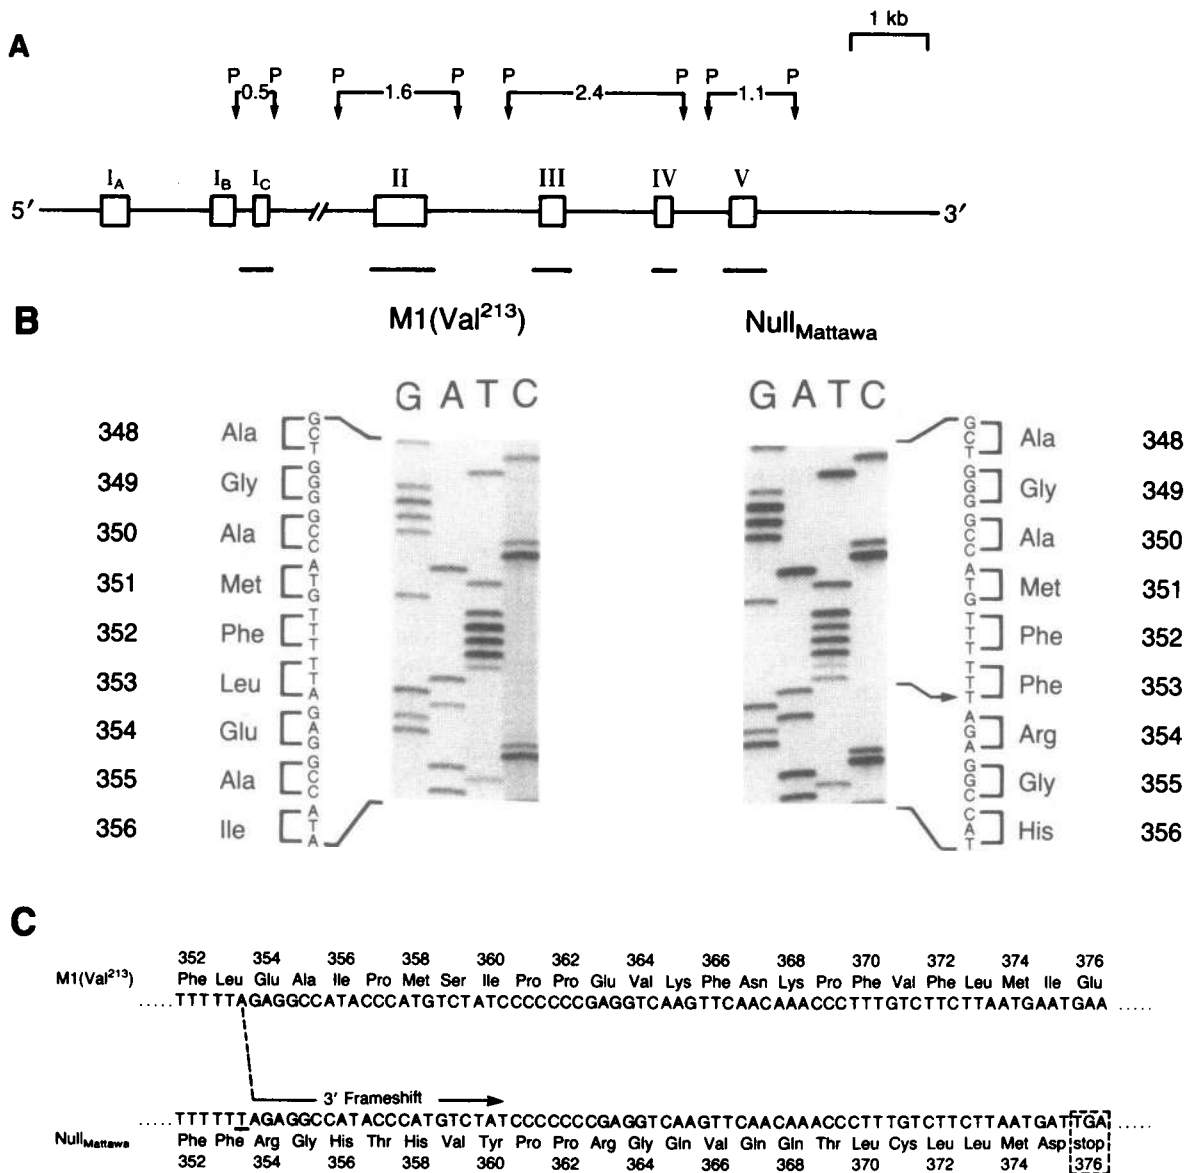 A
1 kb
P P P P P P P P
0.5 1.6 2.4 1.1
I_A I_B I_C II III IV V
5′ 3′
B
M1(Val²¹³) Null_Mattawa
G A T C G A T C
348 Ala GCT GCT Ala 348
349 Gly GGG GGG Gly 349
350 Ala GCC GCC Ala 350
351 Met ATG ATG Met 351
352 Phe TTT TTT Phe 352
353 Leu TTA TTT Phe 353
354 Glu GAG AGA Arg 354
355 Ala GCC GGC Gly 355
356 Ile ATA CAT His 356
C
352 354 356 358 360 362 364 366 368 370 372 374 376
M1(Val²¹³) Phe Leu Glu Ala Ile Pro Met Ser Ile Pro Pro Glu Val Lys Phe Asn Lys Pro Phe Val Phe Leu Met Ile Glu
.....TTTTTAGAGGCCATACCCATGTCTATCCCCCCCGAGGTCAAGTTCAACAAACCCTTTGTCTTCTTAATGAATGAA.....
3′ Frameshift
.....TTTTTTAGAGGCCATACCCATGTCTATCCCCCCCGAGGTCAAGTTCAACAAACCCTTTGTCTTCTTAATGATTGA.....
Null_Mattawa Phe Phe Arg Gly His Thr His Val Tyr Pro Pro Arg Gly Gln Val Gln Gln Thr Leu Cys Leu Leu Met Asp stop
352 354 356 358 360 362 364 366 368 370 372 374 376